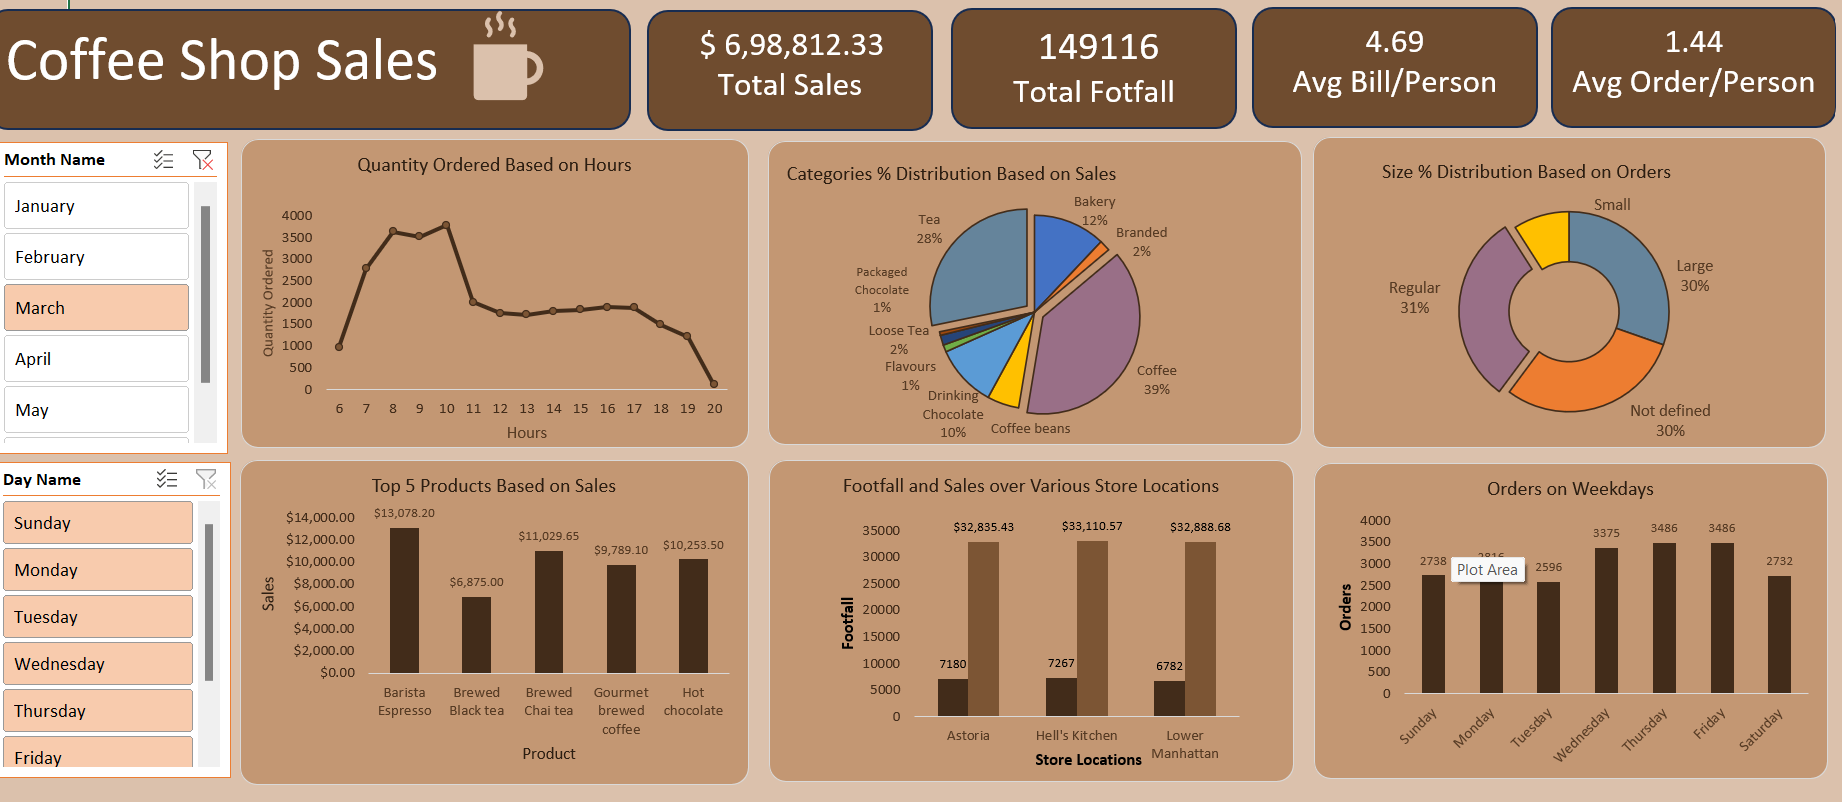 Coffee Shop Sales
$ 6,98,812.33
Total Sales
149116
Total Fotfall
4.69
Avg Bill/Person
1.44
Avg Order/Person
Month Name
January
February
March
April
May
Day Name
Sunday
Monday
Tuesday
Wednesday
Thursday
Friday
Quantity Ordered Based on Hours
Quantity Ordered
4000
3500
3000
2500
2000
1500
1000
500
0
6 7 8 9 10 11 12 13 14 15 16 17 18 19 20
Hours
Categories % Distribution Based on Sales
Bakery
12%
Branded
2%
Coffee
39%
Coffee beans
Drinking
Chocolate
10%
Flavours
1%
Loose Tea
2%
Packaged
Chocolate
1%
Tea
28%
Size % Distribution Based on Orders
Small
Large
30%
Not defined
30%
Regular
31%
Top 5 Products Based on Sales
Sales
$14,000.00
$12,000.00
$10,000.00
$8,000.00
$6,000.00
$4,000.00
$2,000.00
$0.00
$13,078.20
$6,875.00
$11,029.65
$9,789.10
$10,253.50
Barista
Espresso
Brewed
Black tea
Brewed
Chai tea
Gourmet
brewed
coffee
Hot
chocolate
Product
Footfall and Sales over Various Store Locations
Footfall
35000
30000
25000
20000
15000
10000
5000
0
$32,835.43
$33,110.57
$32,888.68
7180
7267
6782
Astoria
Hell's Kitchen
Lower
Manhattan
Store Locations
Orders on Weekdays
Orders
4000
3500
3000
2500
2000
1500
1000
500
0
2738
2816
2596
3375
3486
3486
2732
Plot Area
Sunday
Monday
Tuesday
Wednesday
Thursday
Friday
Saturday